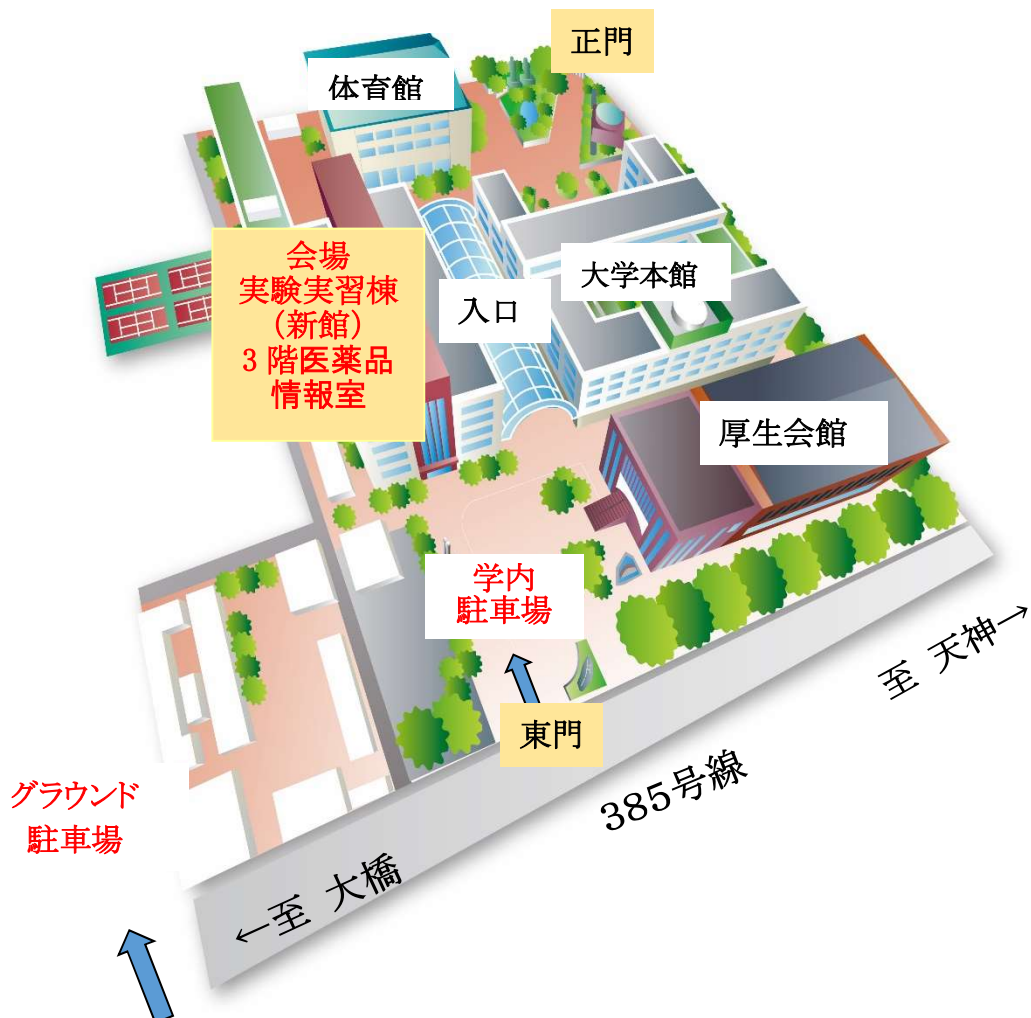 正門
体育館
会場
実験実習棟
(新館)
3階医薬品
情報室
入口
大学本館
厚生会館
学内
駐車場
至 天神→
東門
385号線
グラウンド
駐車場
←至 大橋